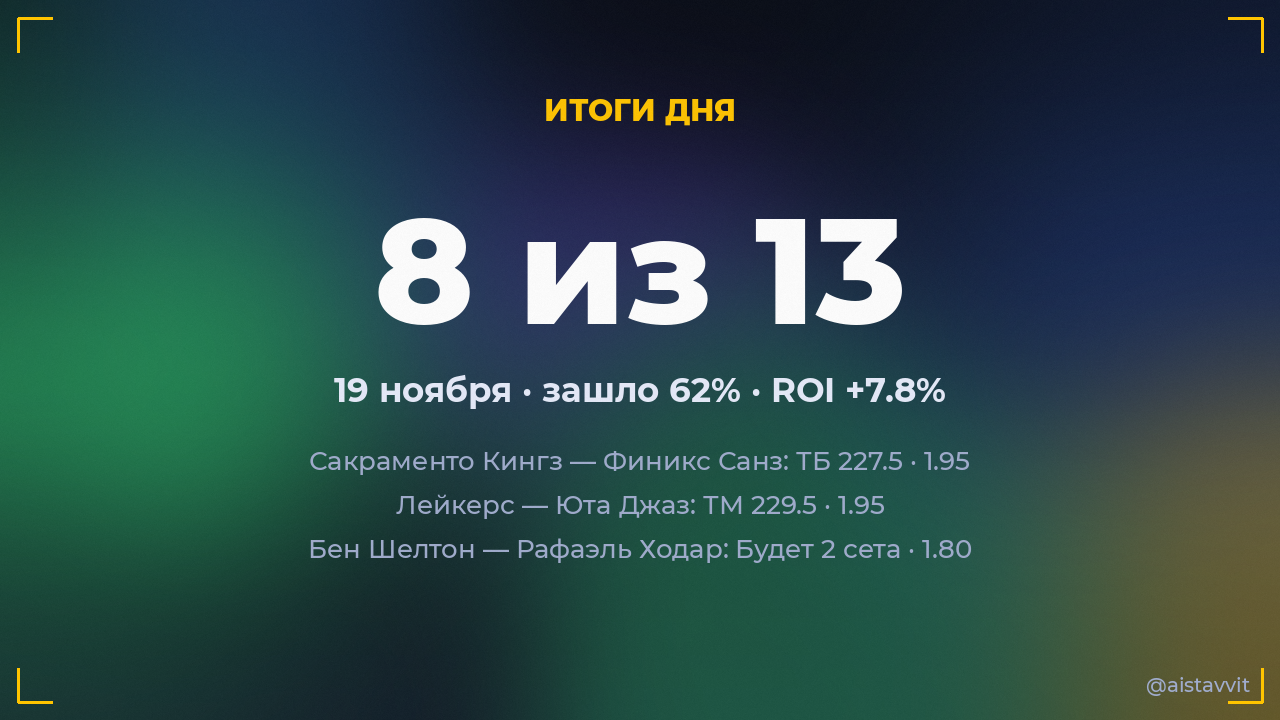 ИТОГИ ДНЯ
8 из 13
19 ноября · зашло 62% · ROI +7.8%
Сакраменто Кингз — Финикс Санз: ТБ 227.5 · 1.95
Лейкерс — Юта Джаз: ТМ 229.5 · 1.95
Бен Шелтон — Рафаэль Ходар: Будет 2 сета · 1.80
@aistavvit